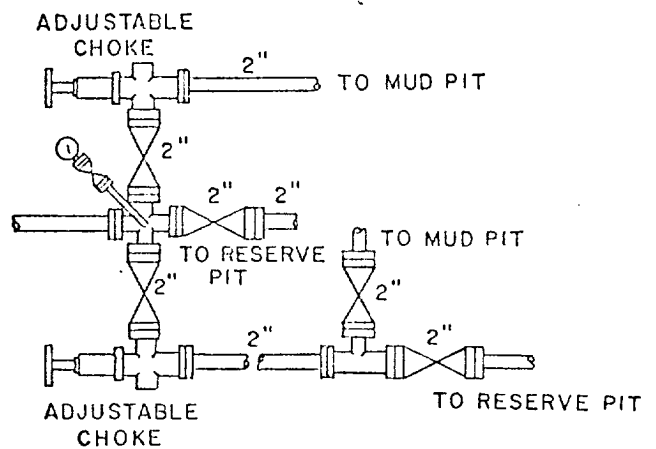 ADJUSTABLE
CHOKE
2"
TO MUD PIT
1
2"
2" 2"
TO RESERVE
PIT
TO MUD PIT
2"
2"
2"
2"
TO RESERVE PIT
ADJUSTABLE
CHOKE